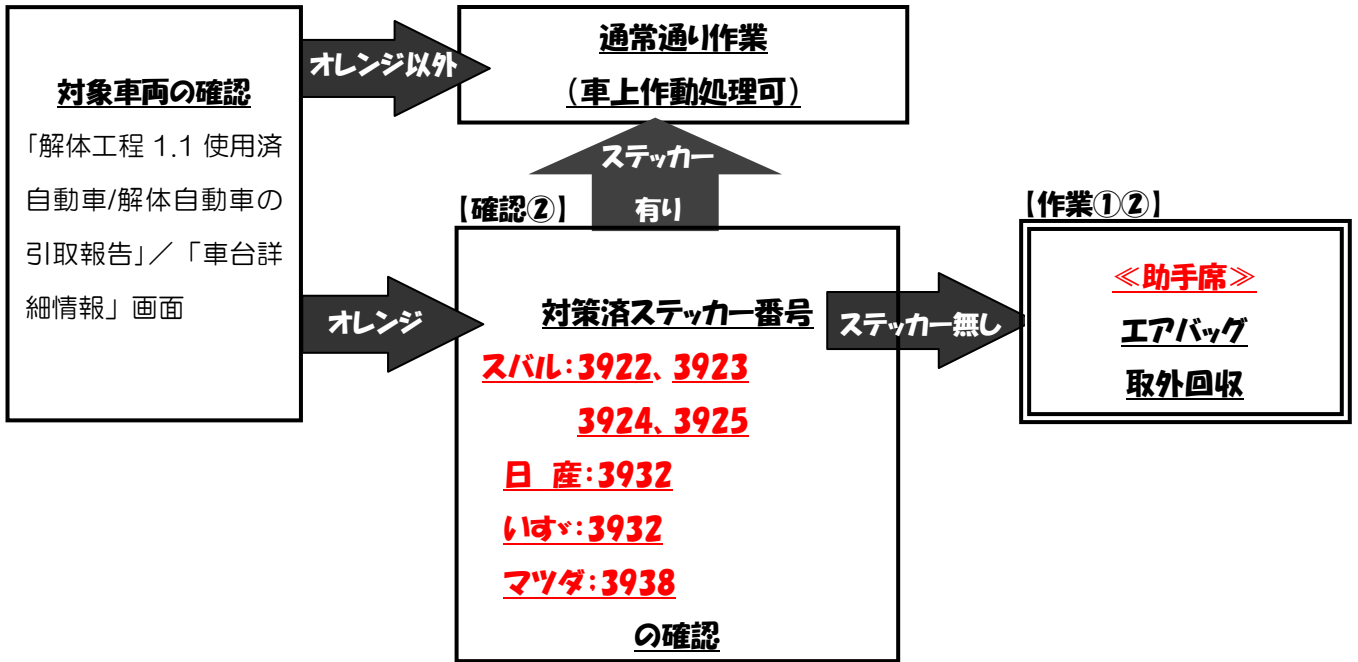 対象車両の確認
「解体工程 1.1 使用済
自動車/解体自動車の
引取報告」／「車台詳
細情報」画面
オレンジ以外
通常通り作業
（車上作動処理可）
ステッカー
有り
オレンジ
【確認②】
対策済ステッカー番号
スバル：3922、3923
3924、3925
日 産：3932
いすゞ：3932
マツダ：3938
の確認
ステッカー無し
【作業①②】
≪助手席≫
エアバッグ
取外回収